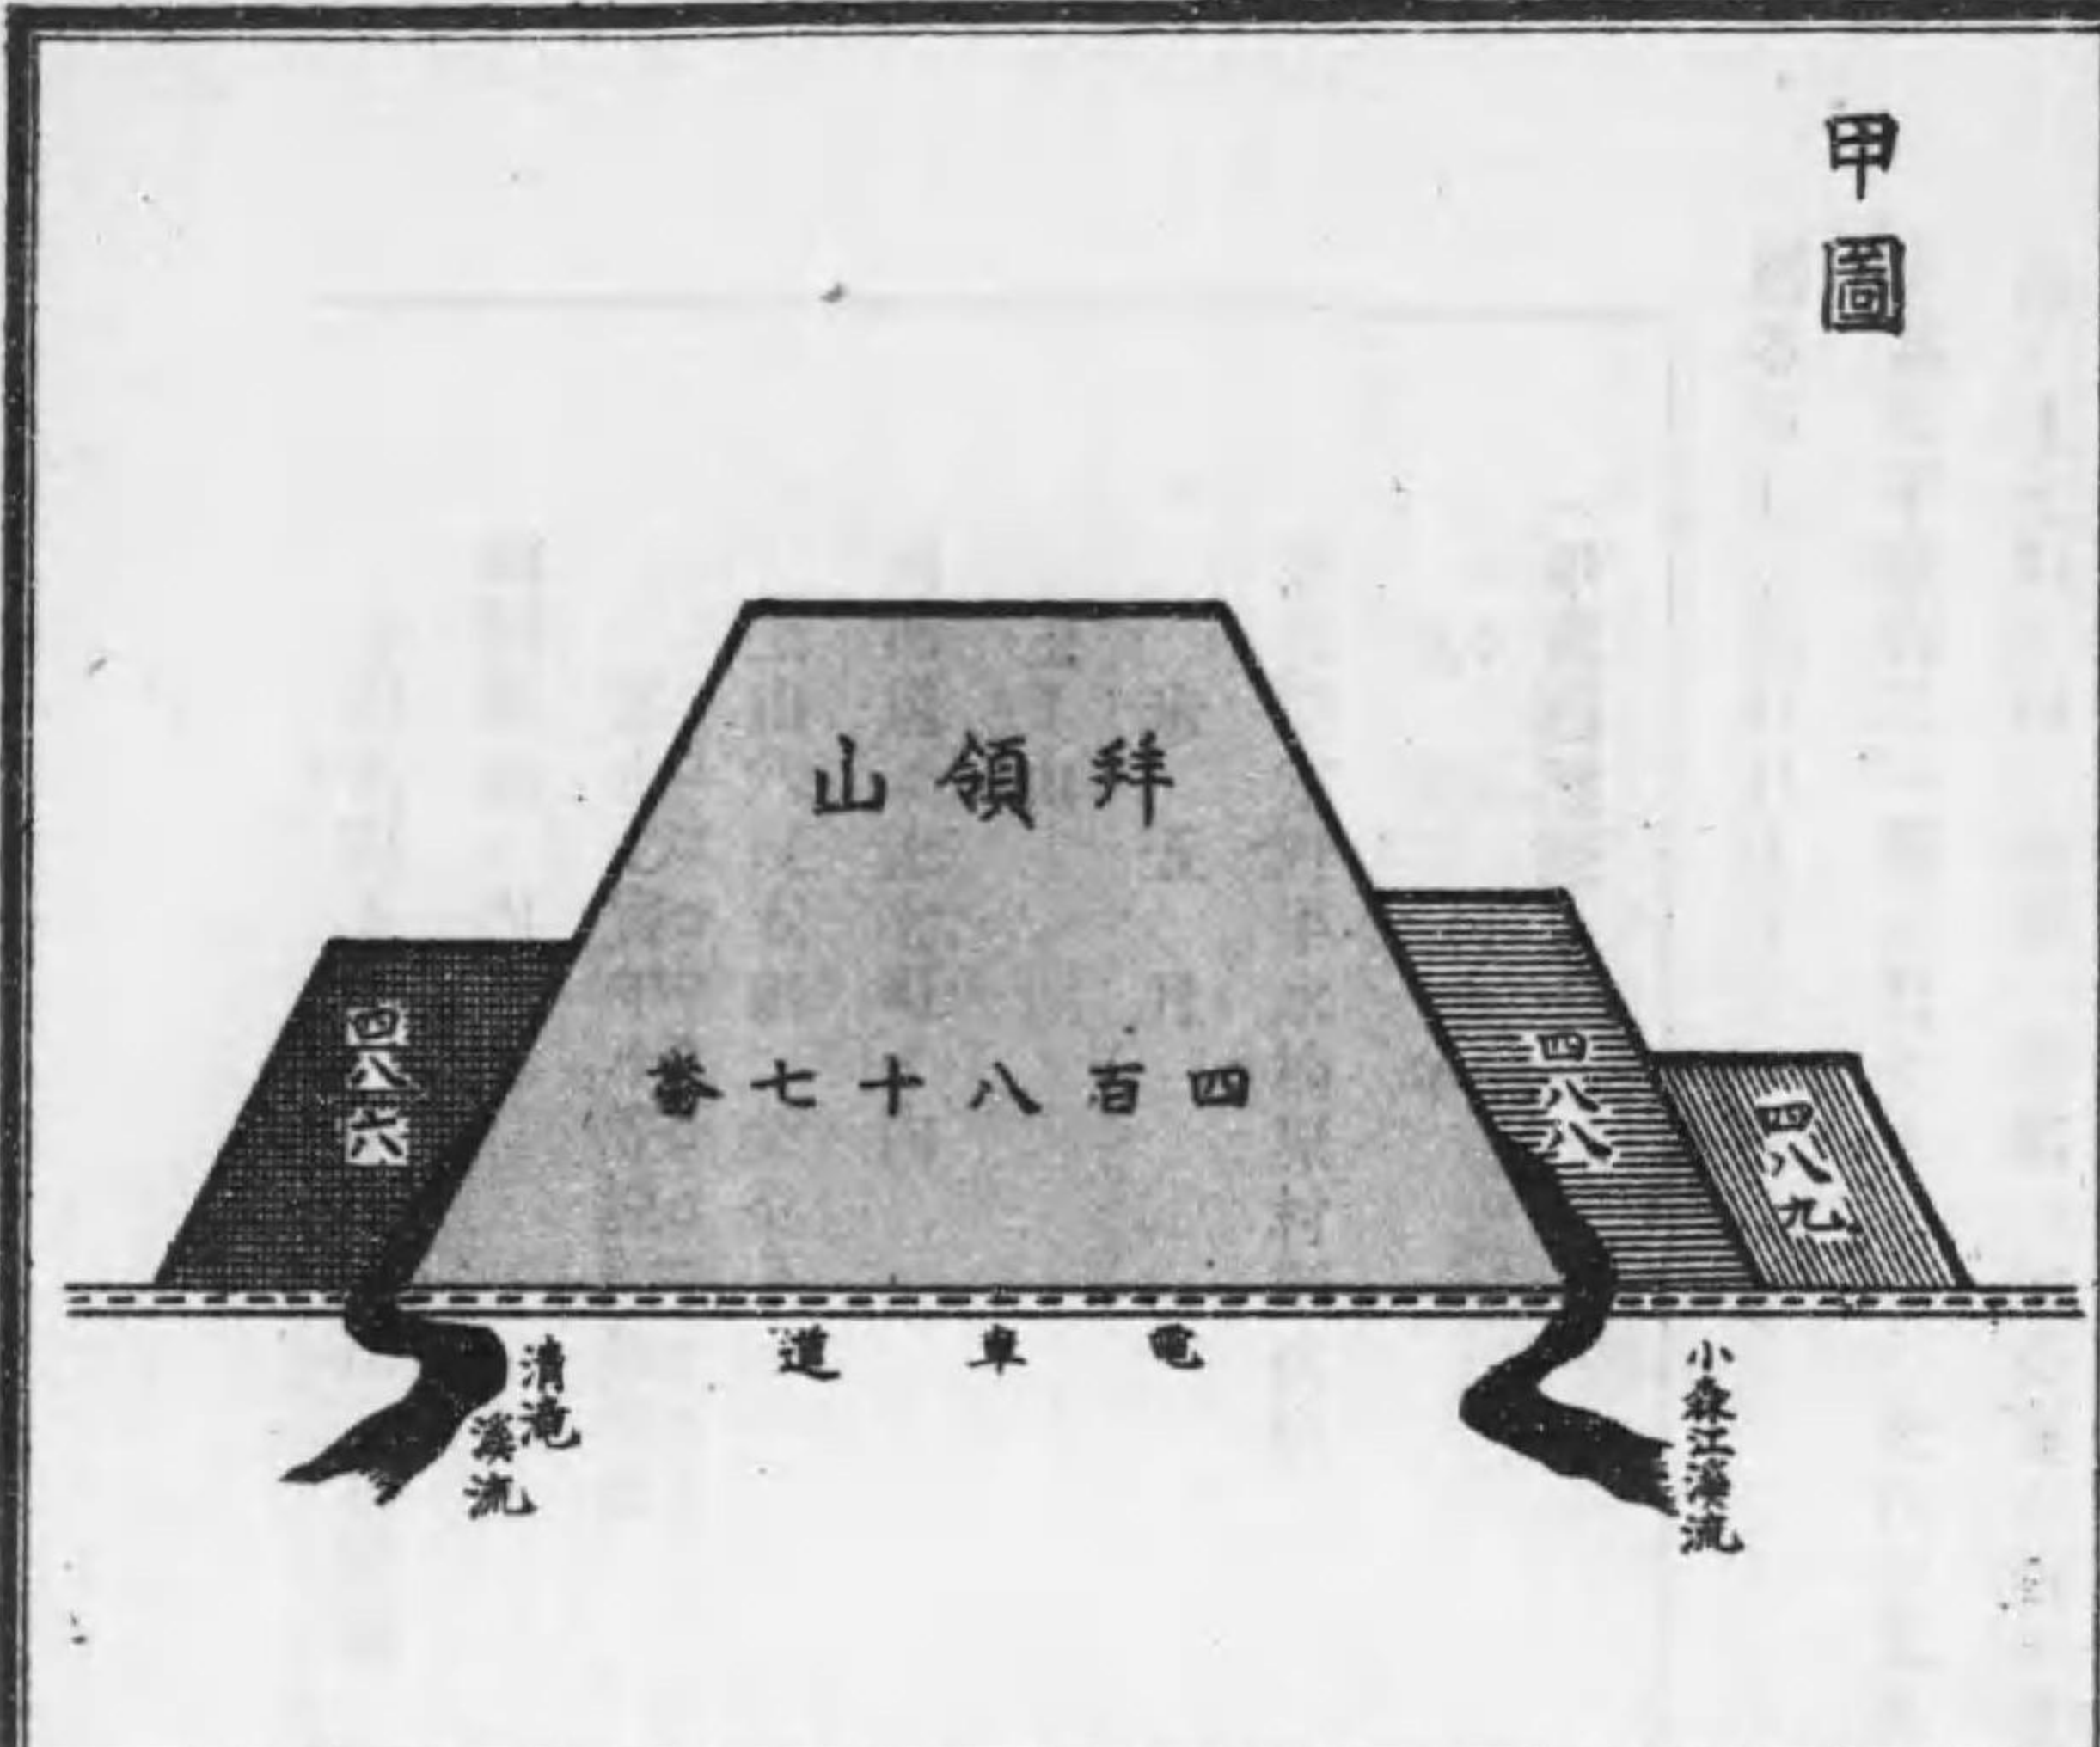 甲圖
拜領山
四百八十七番
四八六
四八八
四八九
電車道
清滝
溪流
小森江溪流